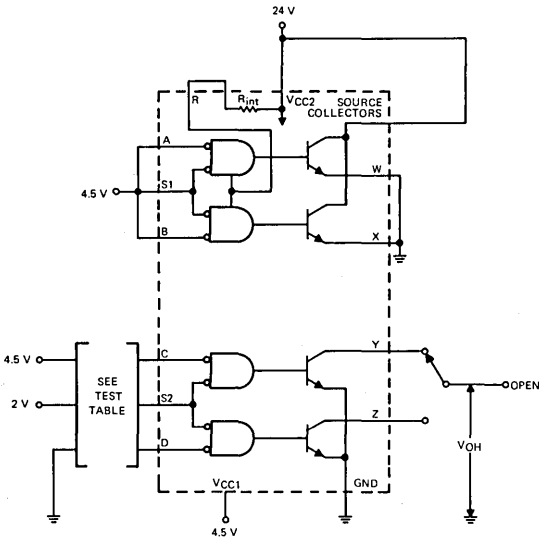 24 V
R
Rint
VCC2
SOURCE
COLLECTORS
A
W
4.5 V
S1
B
X
C
Y
4.5 V
SEE
TEST
TABLE
2 V
S2
OPEN
D
Z
VOH
VCC1
GND
4.5 V